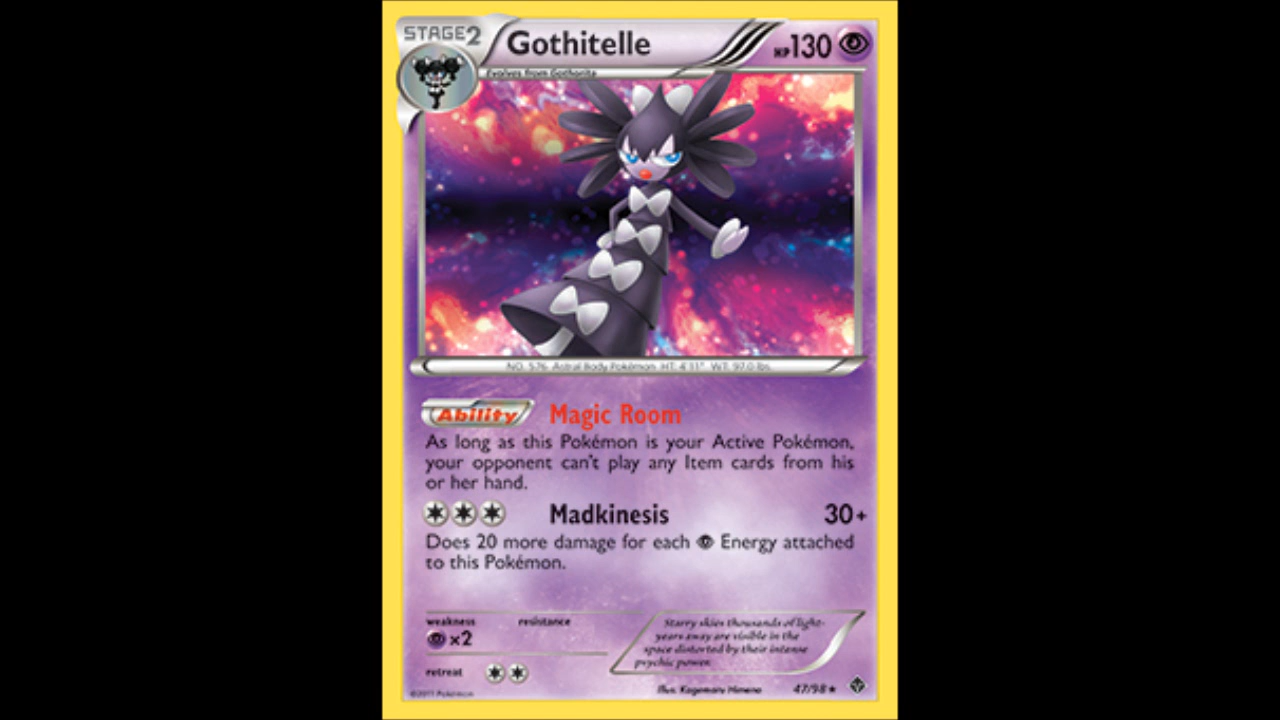 STAGE2 Gothitelle HP130
Evolves from Gothorita
NO. 576 Astral Body Pokémon HT: 4'11" WT: 97.0 lbs.
Ability Magic Room
As long as this Pokémon is your Active Pokémon,
your opponent can't play any Item cards from his
or her hand.
Madkinesis 30+
Does 20 more damage for each Energy attached
to this Pokémon.
weakness resistance
×2
retreat
Starry skies thousands of light-
years away are visible in the
space distorted by their intense
psychic power.
©2011 Pokémon
Illus. Kagemaru Himeno 47/98★